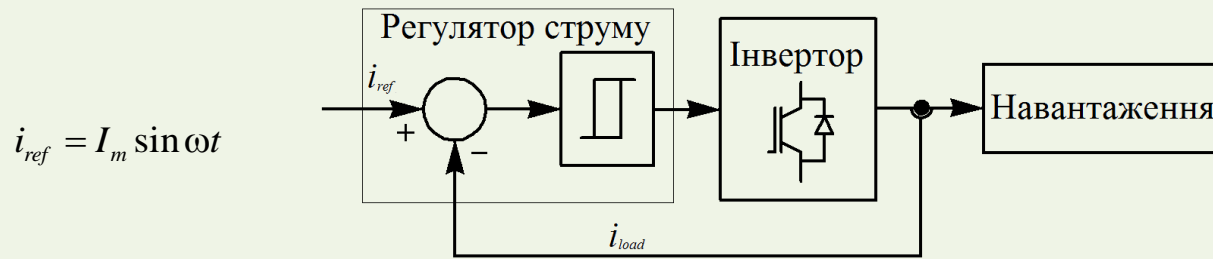 Регулятор струму
Інвертор
i_ref
+
−
Навантаження
i_ref = I_m sin ωt
i_load